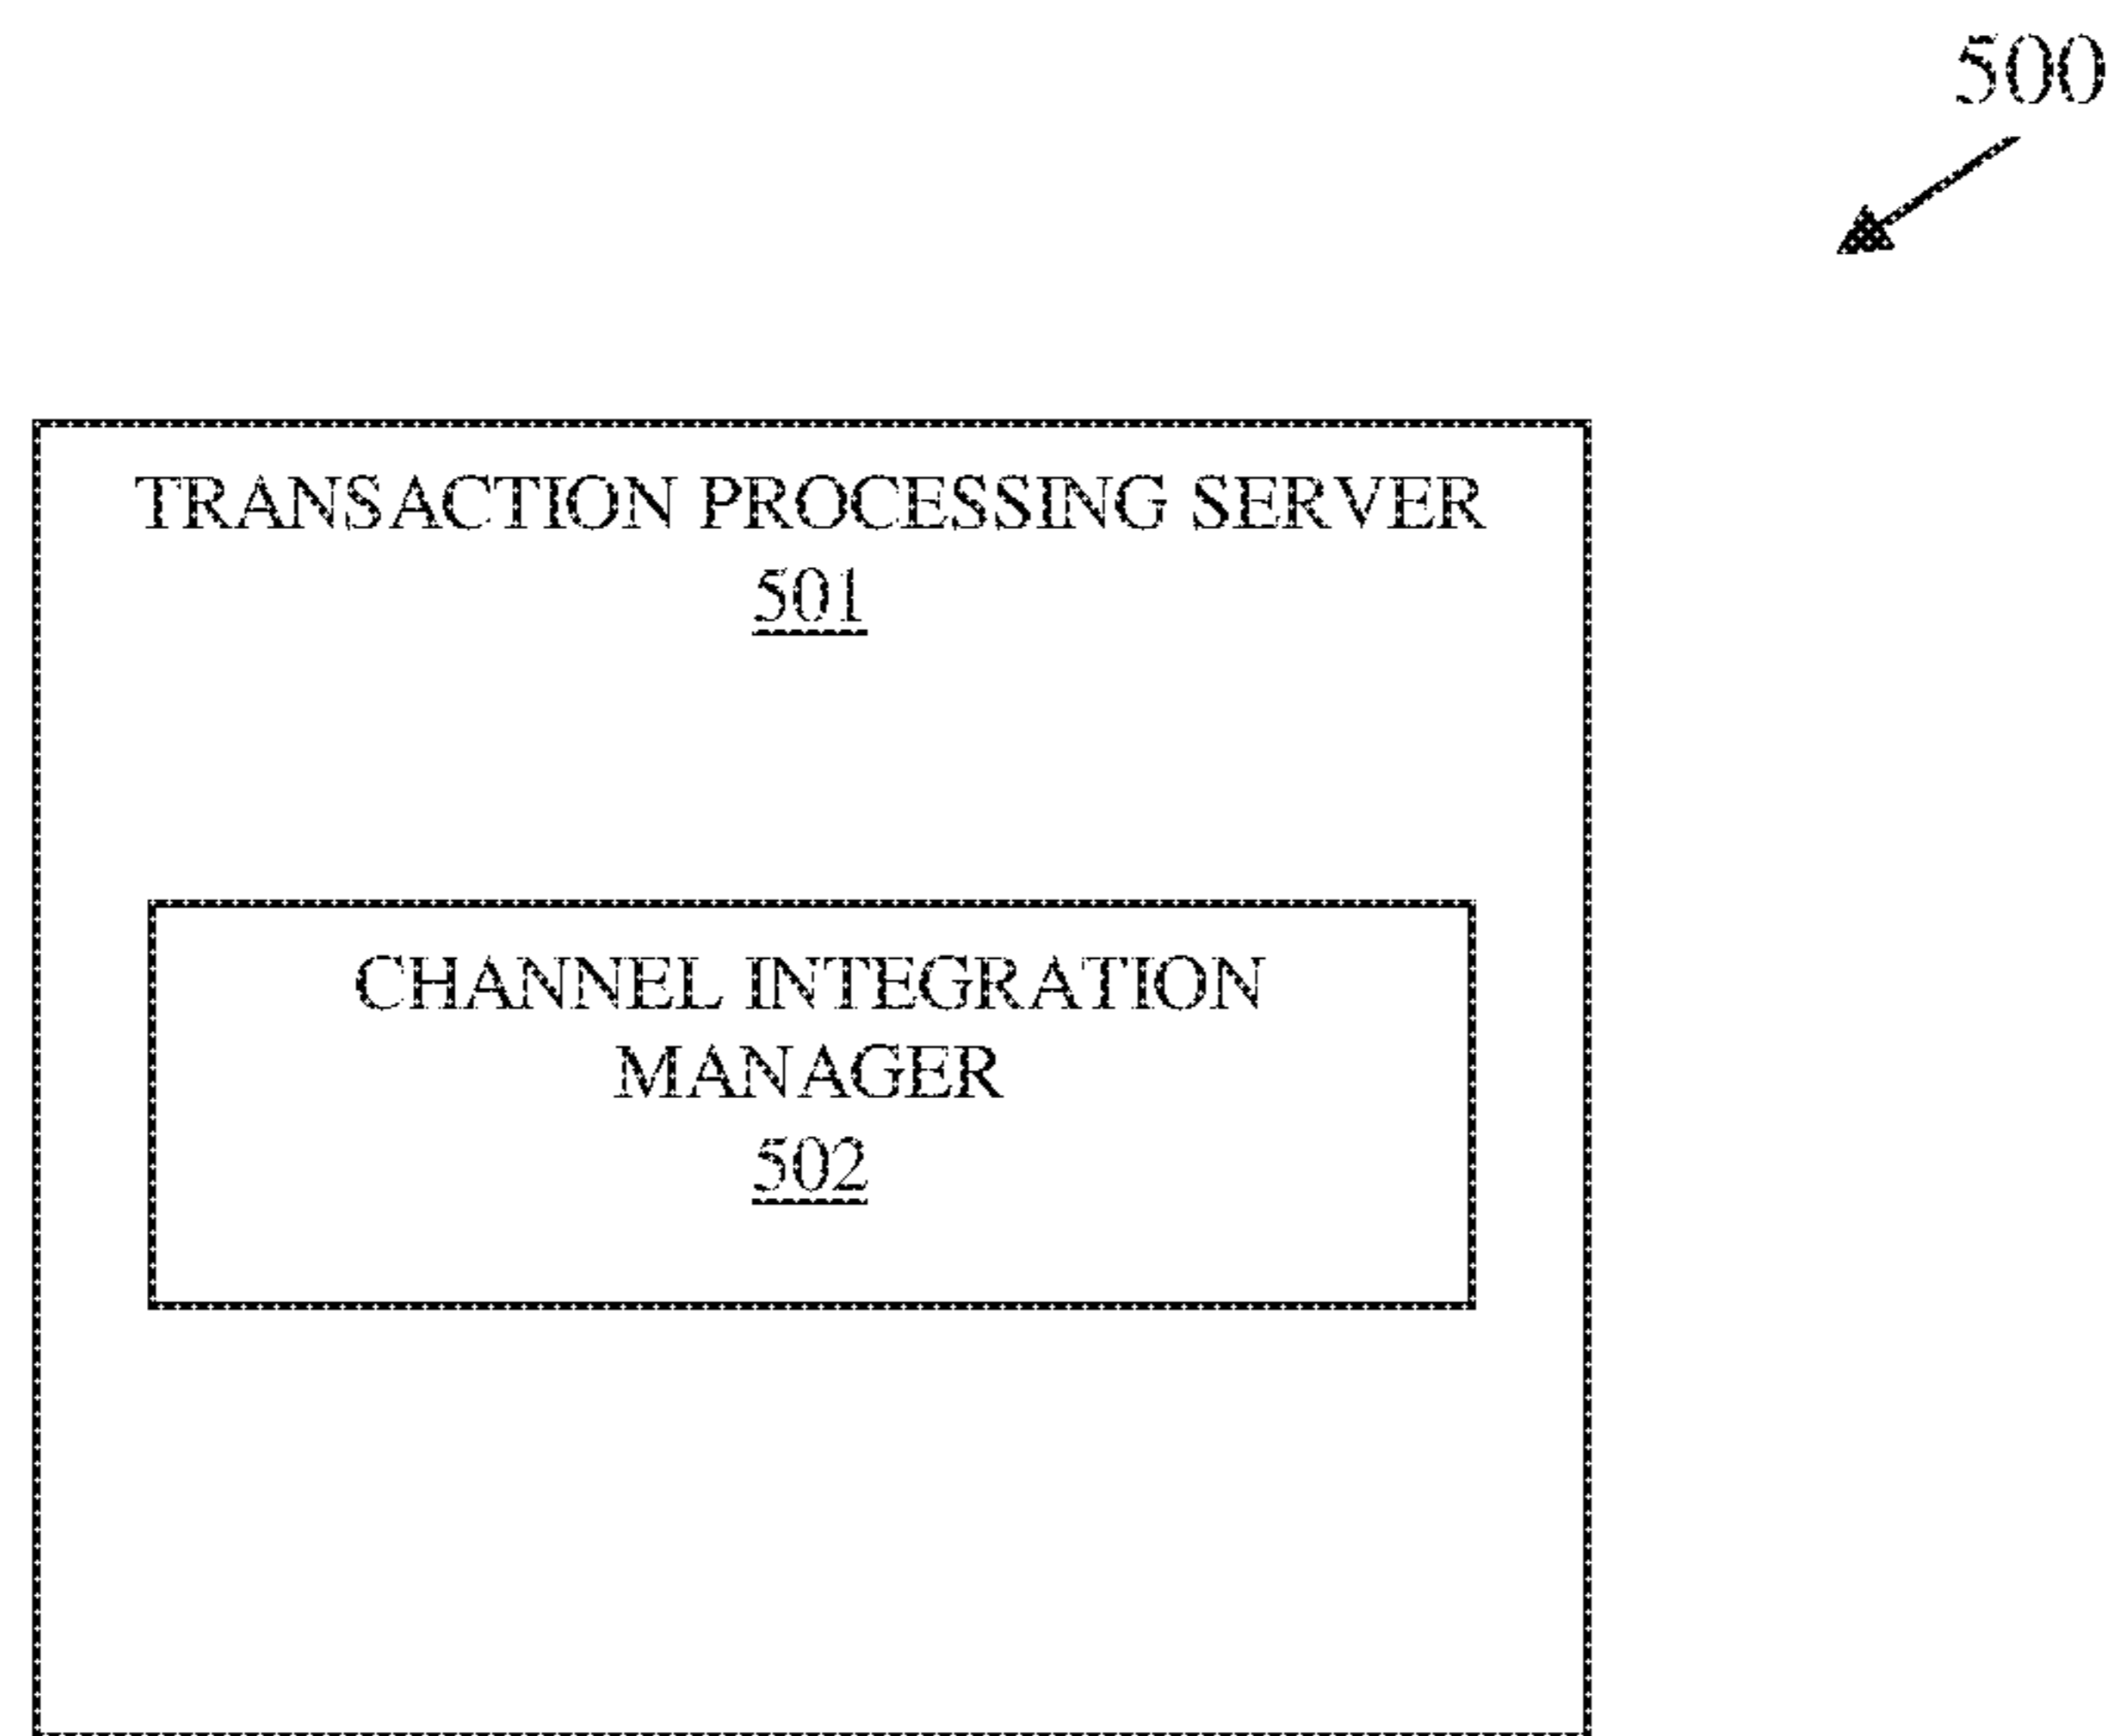 500
TRANSACTION PROCESSING SERVER
501
CHANNEL INTEGRATION
MANAGER
502